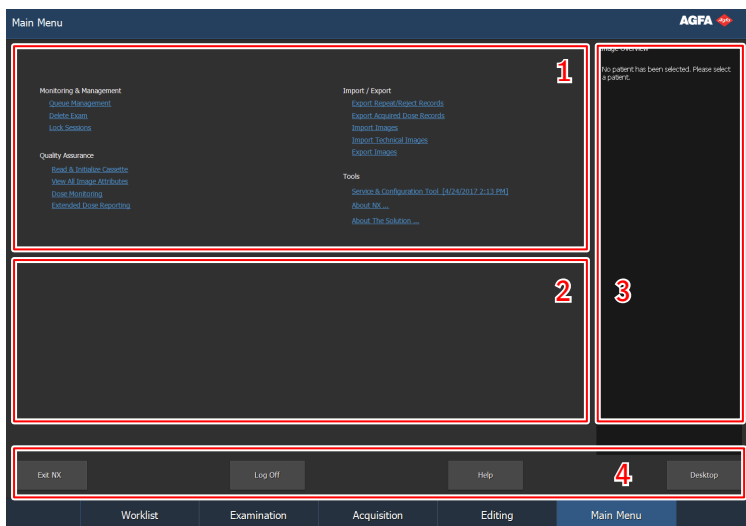 Main Menu
AGFA
Image Overview
No patient has been selected. Please select
a patient.
1
Monitoring & Management
Queue Management
Delete Exam
Lock Sessions
Quality Assurance
Read & Initialize Cassette
View All Image Attributes
Dose Monitoring
Extended Dose Reporting
Import / Export
Export Repeat/Reject Records
Export Acquired Dose Records
Import Images
Import Technical Images
Export Images
Tools
Service & Configuration Tool [4/24/2017 2:13 PM]
About NX ...
About The Solution ...
2
3
4
Exit NX
Log Off
Help
Desktop
Worklist
Examination
Acquisition
Editing
Main Menu